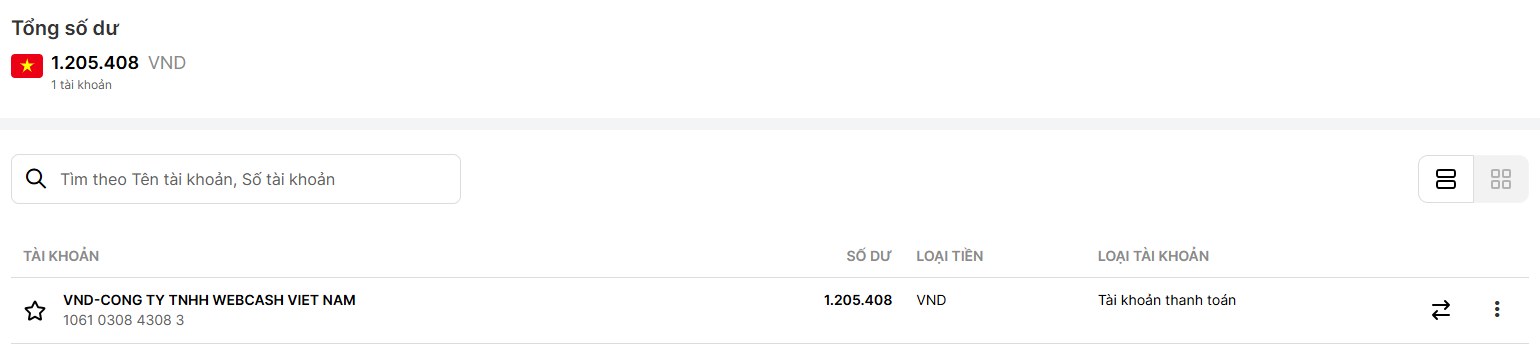 Tổng số dư
1.205.408 VND
1 tài khoản
Tìm theo Tên tài khoản, Số tài khoản
TÀI KHOẢN SỐ DƯ LOẠI TIỀN LOẠI TÀI KHOẢN
VND-CONG TY TNHH WEBCASH VIET NAM 1.205.408 VND Tài khoản thanh toán
1061 0308 4308 3